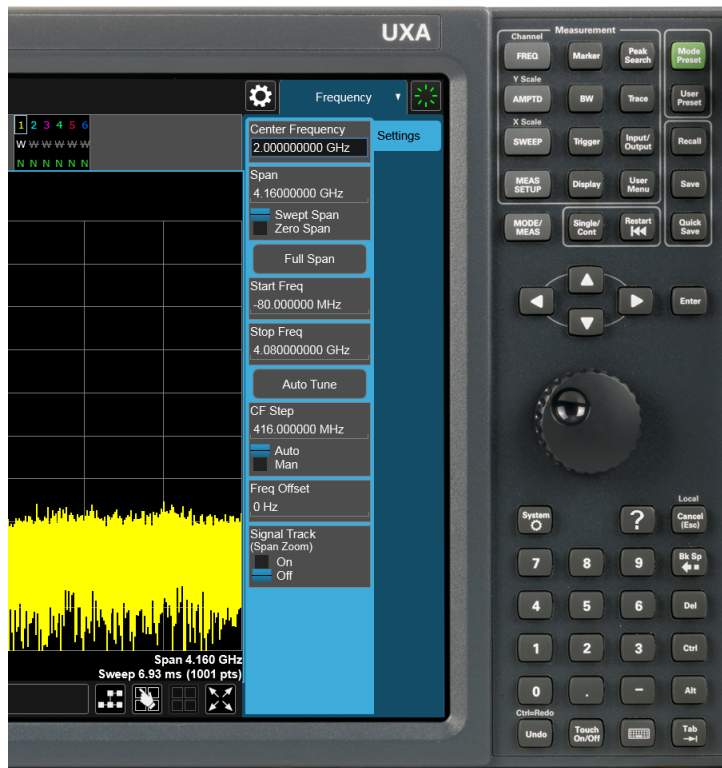 UXA
Frequency
1 2 3 4 5 6
W W W W W W
N N N N N N
Center Frequency
2.000000000 GHz
Settings
Span
4.16000000 GHz
Swept Span
Zero Span
Full Span
Start Freq
-80.000000 MHz
Stop Freq
4.080000000 GHz
Auto Tune
CF Step
416.000000 MHz
Auto
Man
Freq Offset
0 Hz
Signal Track
(Span Zoom)
On
Off
Span 4.160 GHz
Sweep 6.93 ms (1001 pts)
Measurement
Channel
FREQ
Marker
Peak
Search
Mode
Preset
Y Scale
AMPTD
BW
Trace
User
Preset
X Scale
SWEEP
Trigger
Input/
Output
Recall
MEAS
SETUP
Display
User
Menu
Save
MODE/
MEAS
Single/
Cont
Restart
Quick
Save
Enter
System
?
Local
Cancel
(Esc)
7
8
9
Bk Sp
4
5
6
Del
1
2
3
Ctrl
0
.
–
Alt
Ctrl=Redo
Undo
Touch
On/Off
Tab